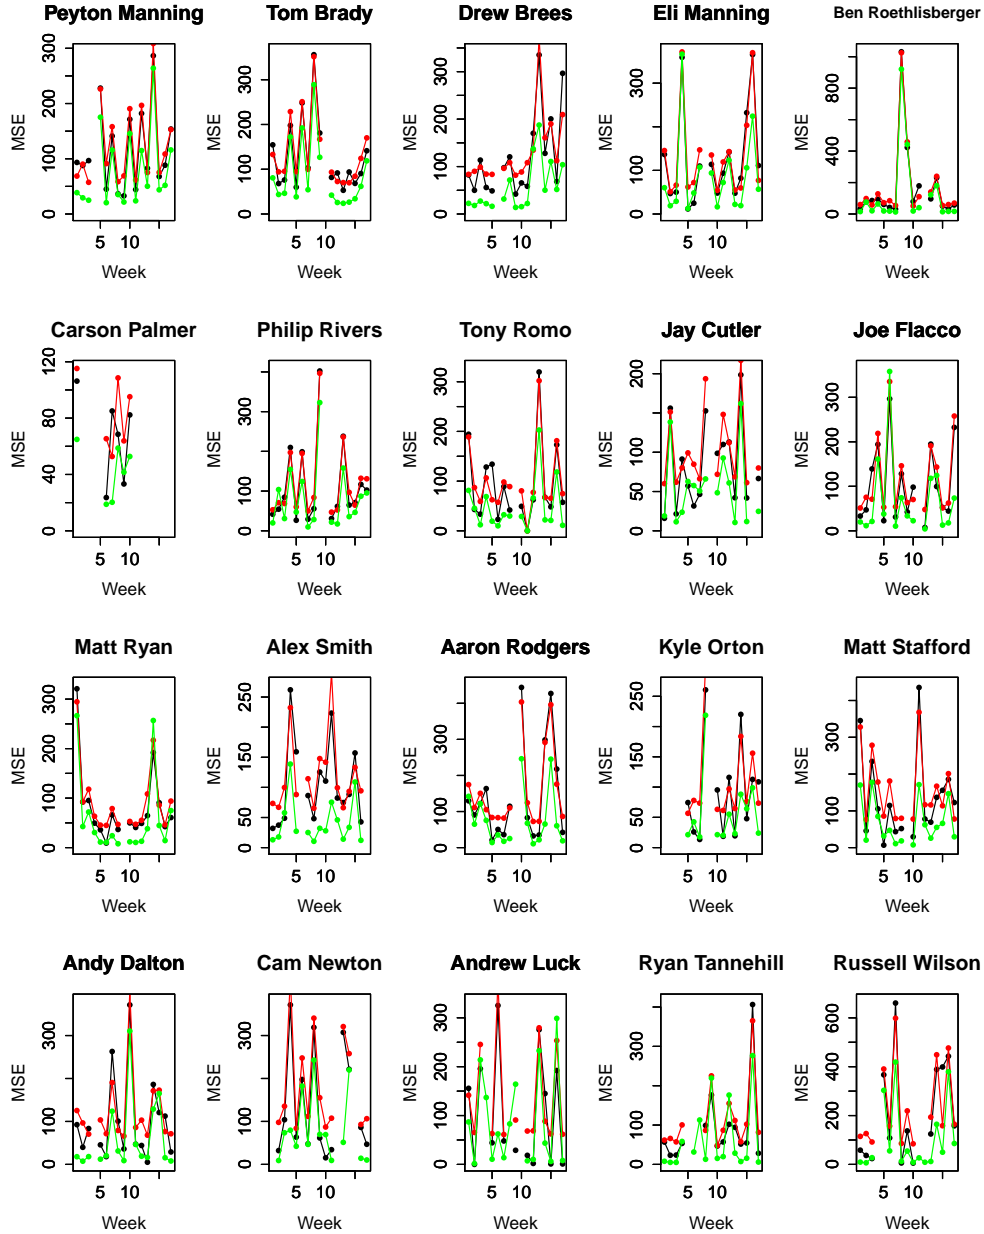 Peyton Manning
MSE
0 100 200 300
5 10
Week
Tom Brady
MSE
0 100 200 300
5 10
Week
Drew Brees
MSE
0 100 200 300
5 10
Week
Eli Manning
MSE
0 100 300
5 10
Week
Ben Roethlisberger
MSE
0 200 400 600 800
5 10
Week
Carson Palmer
MSE
0 40 80 120
5 10
Week
Philip Rivers
MSE
0 100 300
5 10
Week
Tony Romo
MSE
0 100 200 300
5 10
Week
Jay Cutler
MSE
0 50 100 200
5 10
Week
Joe Flacco
MSE
0 100 200 300
5 10
Week
Matt Ryan
MSE
0 100 200 300
5 10
Week
Alex Smith
MSE
0 50 150 250
5 10
Week
Aaron Rodgers
MSE
0 100 300
5 10
Week
Kyle Orton
MSE
0 50 150 250
5 10
Week
Matt Stafford
MSE
0 100 300
5 10
Week
Andy Dalton
MSE
0 100 300
5 10
Week
Cam Newton
MSE
0 100 300
5 10
Week
Andrew Luck
MSE
0 100 200 300
5 10
Week
Ryan Tannehill
MSE
0 100 300
5 10
Week
Russell Wilson
MSE
0 200 400 600
5 10
Week